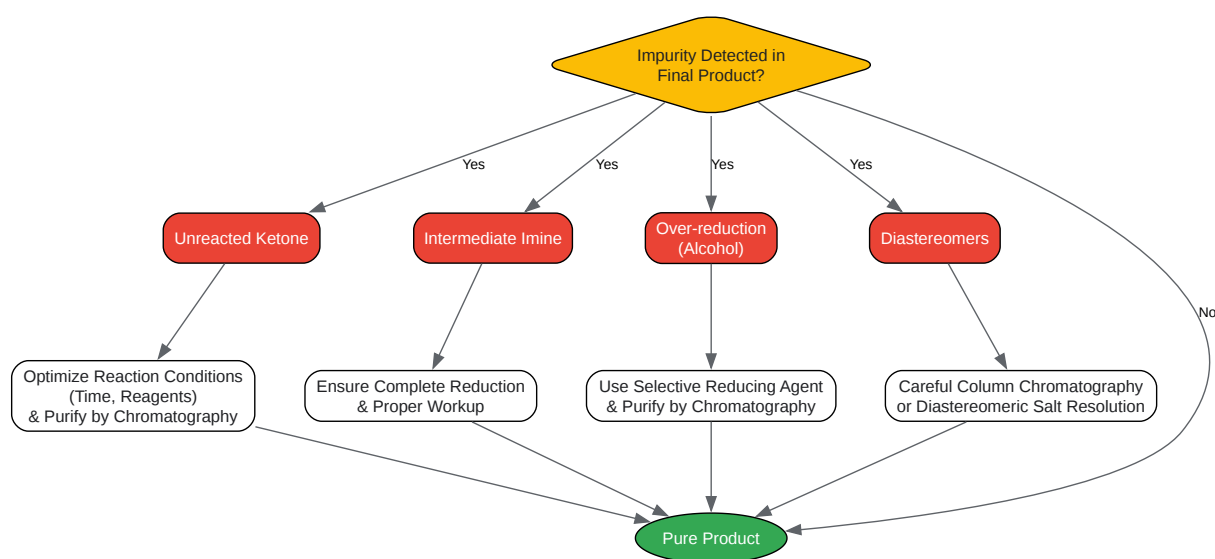 Impurity Detected in
Final Product?
Yes
Yes
Yes
Yes
Unreacted Ketone
Intermediate Imine
Over-reduction
(Alcohol)
Diastereomers
No
Optimize Reaction Conditions
(Time, Reagents)
& Purify by Chromatography
Ensure Complete Reduction
& Proper Workup
Use Selective Reducing Agent
& Purify by Chromatography
Careful Column Chromatography
or Diastereomeric Salt Resolution
Pure Product